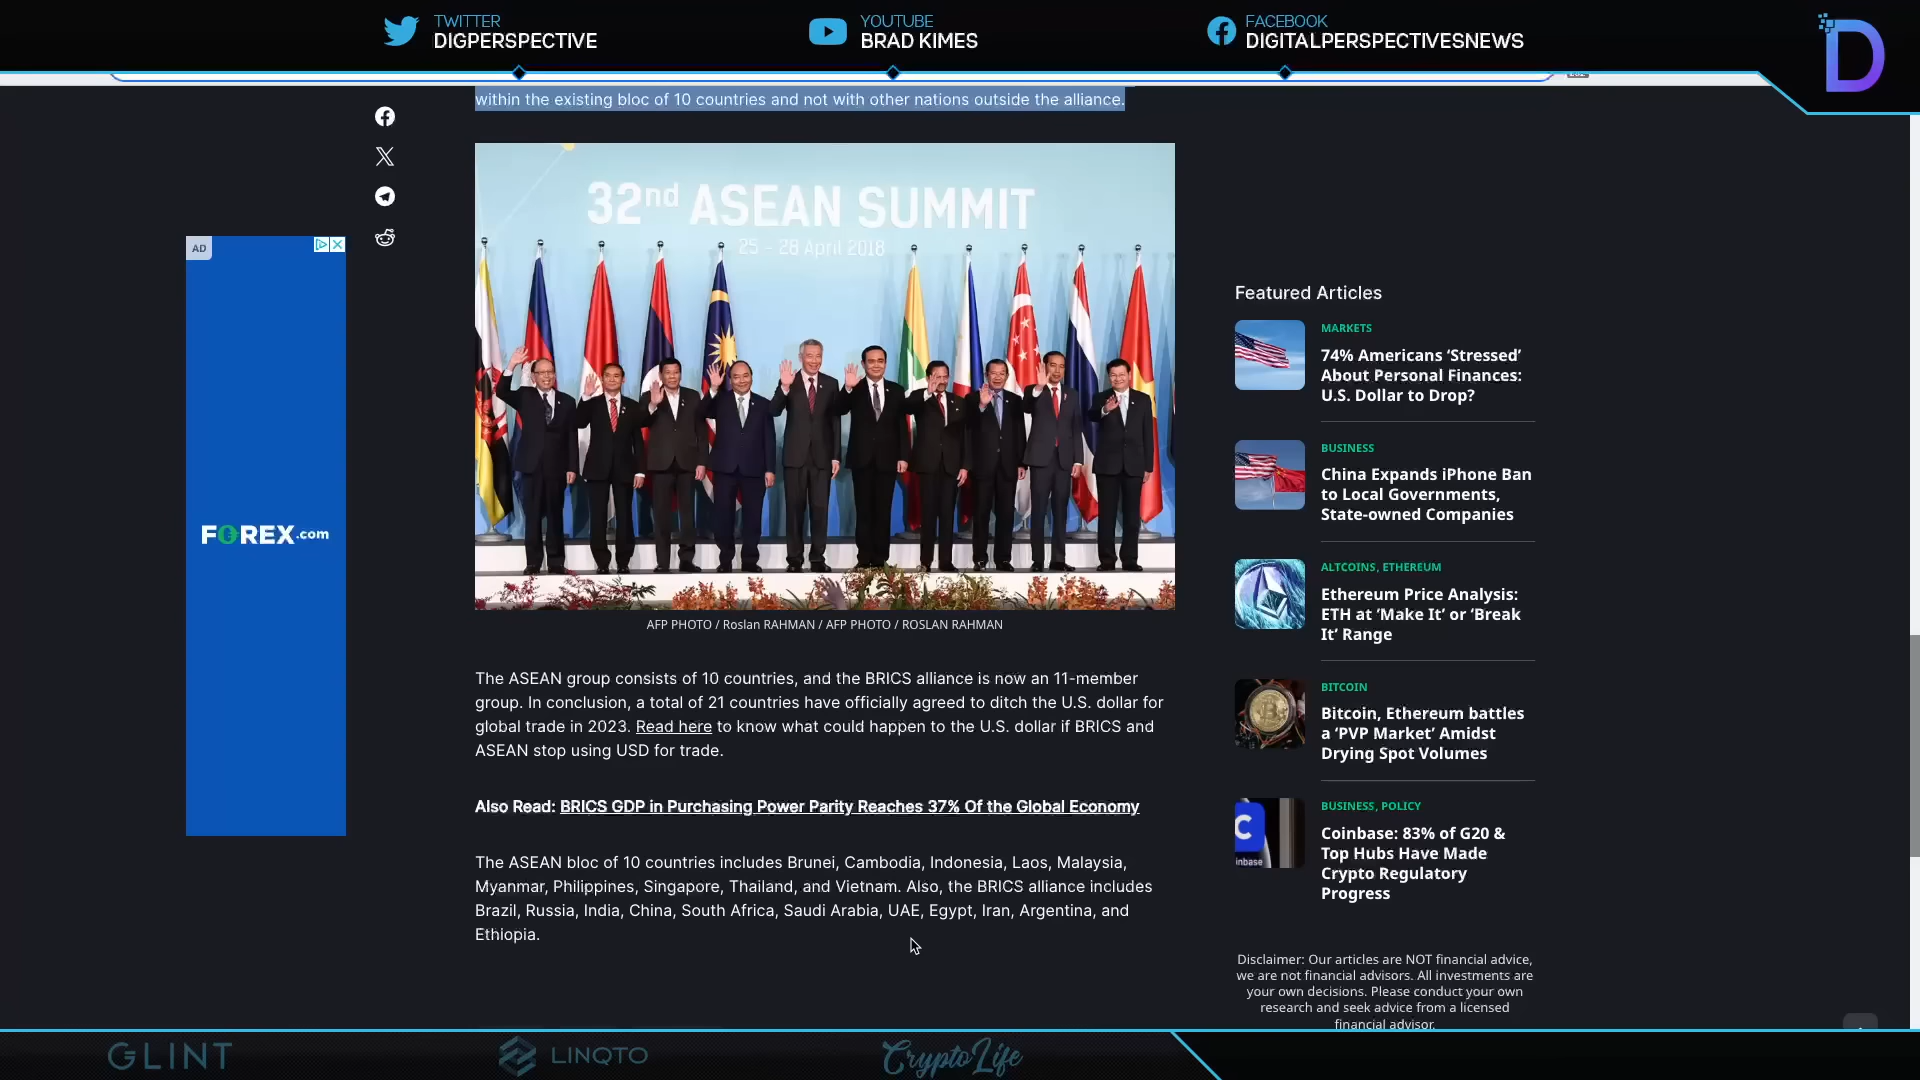 TWITTER
DIGPERSPECTIVE
YOUTUBE
BRAD KIMES
FACEBOOK
DIGITALPERSPECTIVESNEWS
D
within the existing bloc of 10 countries and not with other nations outside the alliance.
AD
FOREX.com
32nd ASEAN SUMMIT
25 – 28 April 2018
AFP PHOTO / Roslan RAHMAN / AFP PHOTO / ROSLAN RAHMAN
The ASEAN group consists of 10 countries, and the BRICS alliance is now an 11-member
group. In conclusion, a total of 21 countries have officially agreed to ditch the U.S. dollar for
global trade in 2023. Read here to know what could happen to the U.S. dollar if BRICS and
ASEAN stop using USD for trade.
Also Read: BRICS GDP in Purchasing Power Parity Reaches 37% Of the Global Economy
The ASEAN bloc of 10 countries includes Brunei, Cambodia, Indonesia, Laos, Malaysia,
Myanmar, Philippines, Singapore, Thailand, and Vietnam. Also, the BRICS alliance includes
Brazil, Russia, India, China, South Africa, Saudi Arabia, UAE, Egypt, Iran, Argentina, and
Ethiopia.
Featured Articles
MARKETS
74% Americans ‘Stressed’
About Personal Finances:
U.S. Dollar to Drop?
BUSINESS
China Expands iPhone Ban
to Local Governments,
State-owned Companies
ALTCOINS, ETHEREUM
Ethereum Price Analysis:
ETH at ‘Make It’ or ‘Break
It’ Range
BITCOIN
Bitcoin, Ethereum battles
a ‘PVP Market’ Amidst
Drying Spot Volumes
inbase
BUSINESS, POLICY
Coinbase: 83% of G20 &
Top Hubs Have Made
Crypto Regulatory
Progress
Disclaimer: Our articles are NOT financial advice,
we are not financial advisors. All investments are
your own decisions. Please conduct your own
research and seek advice from a licensed
financial advisor.
GLINT
LINQTO
CryptoLife